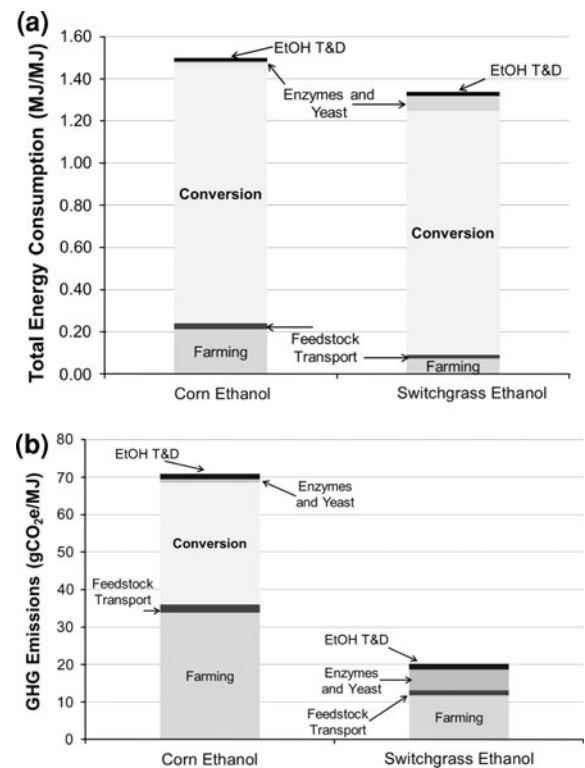 (a)
Total Energy Consumption (MJ/MJ)
1.60
1.40
1.20
1.00
0.80
0.60
0.40
0.20
0.00
EtOH T&D
Enzymes and
Yeast
EtOH T&D
Conversion
Conversion
Feedstock
Transport
Farming
Farming
Corn Ethanol
Switchgrass Ethanol
(b)
GHG Emissions (gCO₂e/MJ)
80
70
60
50
40
30
20
10
0
EtOH T&D
Enzymes
and Yeast
Conversion
Feedstock
Transport
Farming
EtOH T&D
Enzymes
and Yeast
Feedstock
Transport
Farming
Corn Ethanol
Switchgrass Ethanol